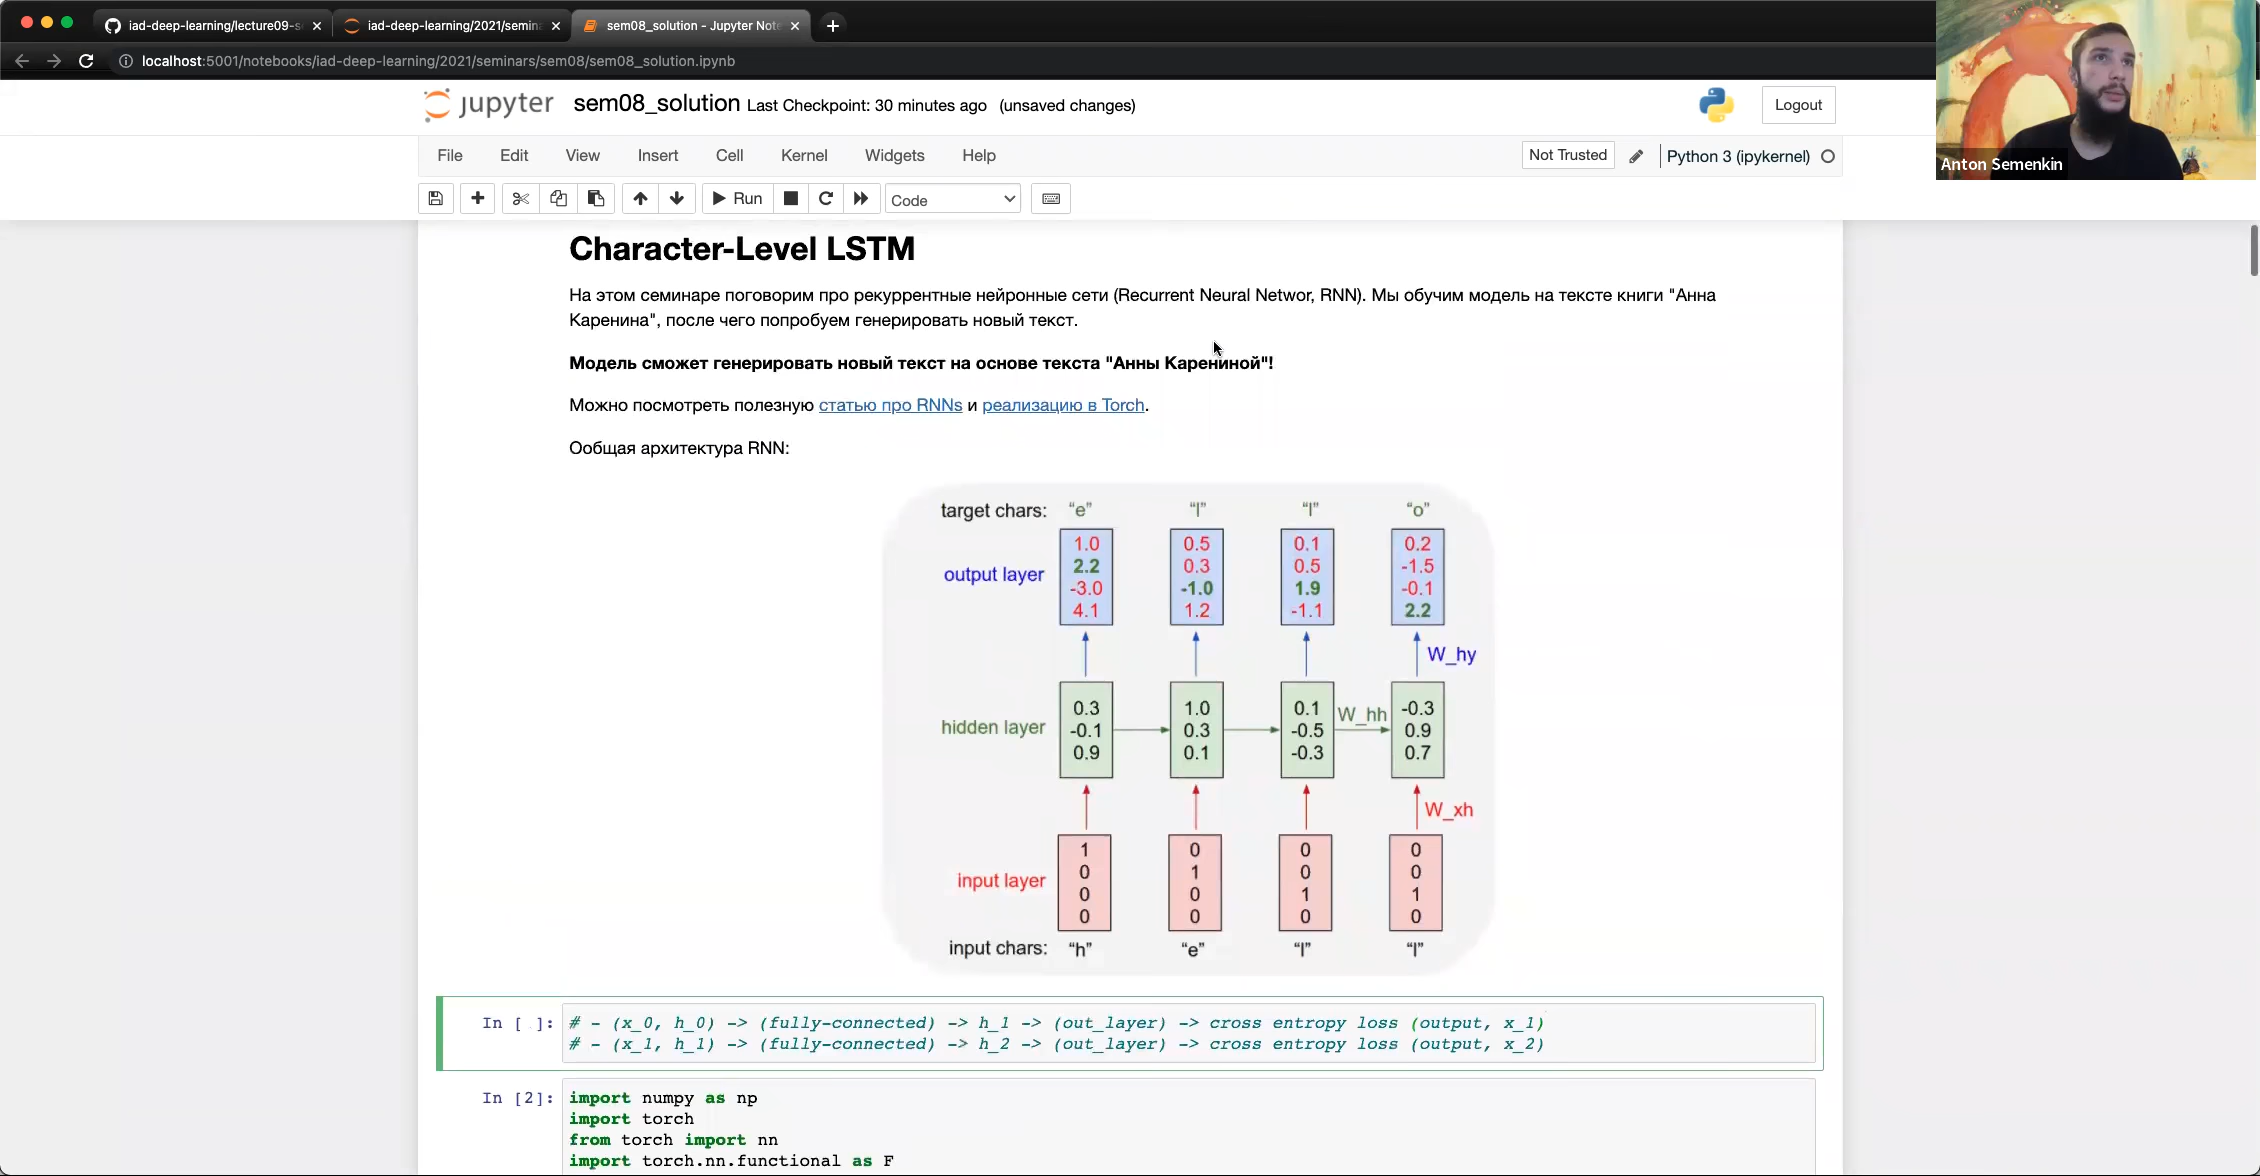 iad-deep-learning/lecture09-s
iad-deep-learning/2021/semin
sem08_solution - Jupyter Note
localhost:5001/notebooks/iad-deep-learning/2021/seminars/sem08/sem08_solution.ipynb
Anton Semenkin
jupyter sem08_solution Last Checkpoint: 30 minutes ago (unsaved changes)
Logout
File Edit View Insert Cell Kernel Widgets Help
Not Trusted Python 3 (ipykernel)
Run Code
Character-Level LSTM
На этом семинаре поговорим про рекуррентные нейронные сети (Recurrent Neural Networ, RNN). Мы обучим модель на тексте книги "Анна
Каренина", после чего попробуем генерировать новый текст.
Модель сможет генерировать новый текст на основе текста "Анны Карениной"!
Можно посмотреть полезную статью про RNNs и реализацию в Torch.
Ообщая архитектура RNN:
target chars: "e" "l" "l" "o"
1.0 0.5 0.1 0.2
2.2 0.3 0.5 -1.5
output layer
-3.0 -1.0 1.9 -0.1
4.1 1.2 -1.1 2.2
W_hy
0.3 1.0 0.1 W_hh -0.3
hidden layer -0.1 0.3 -0.5 0.9
0.9 0.1 -0.3 0.7
W_xh
1 0 0 0
0 1 0 0
input layer
0 0 1 1
0 0 0 0
input chars: "h" "e" "l" "l"
In [ ]: # - (x_0, h_0) -> (fully-connected) -> h_1 -> (out_layer) -> cross entropy loss (output, x_1)
# - (x_1, h_1) -> (fully-connected) -> h_2 -> (out_layer) -> cross entropy loss (output, x_2)
In [2]: import numpy as np
import torch
from torch import nn
import torch.nn.functional as F